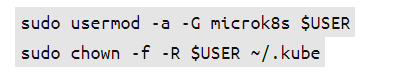 sudo usermod -a -G microk8s $USER
sudo chown -f -R $USER ~/.kube